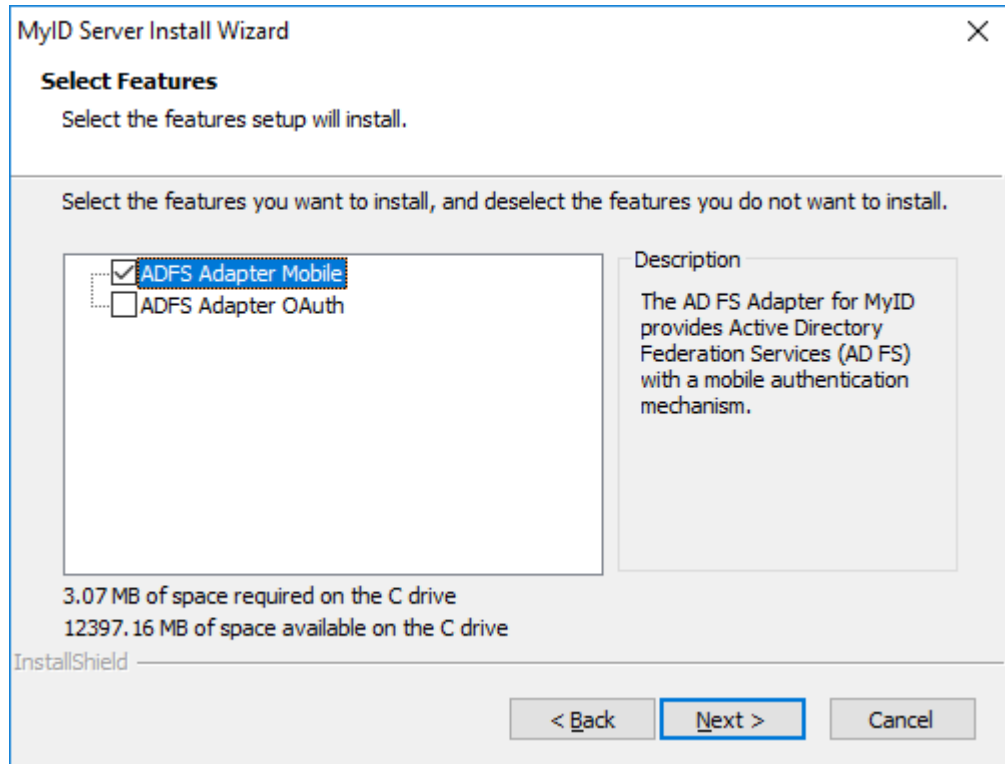 MyID Server Install Wizard
Select Features
Select the features setup will install.
Select the features you want to install, and deselect the features you do not want to install.
ADFS Adapter Mobile
ADFS Adapter OAuth
Description
The AD FS Adapter for MyID
provides Active Directory
Federation Services (AD FS)
with a mobile authentication
mechanism.
3.07 MB of space required on the C drive
12397.16 MB of space available on the C drive
InstallShield
< Back
Next >
Cancel